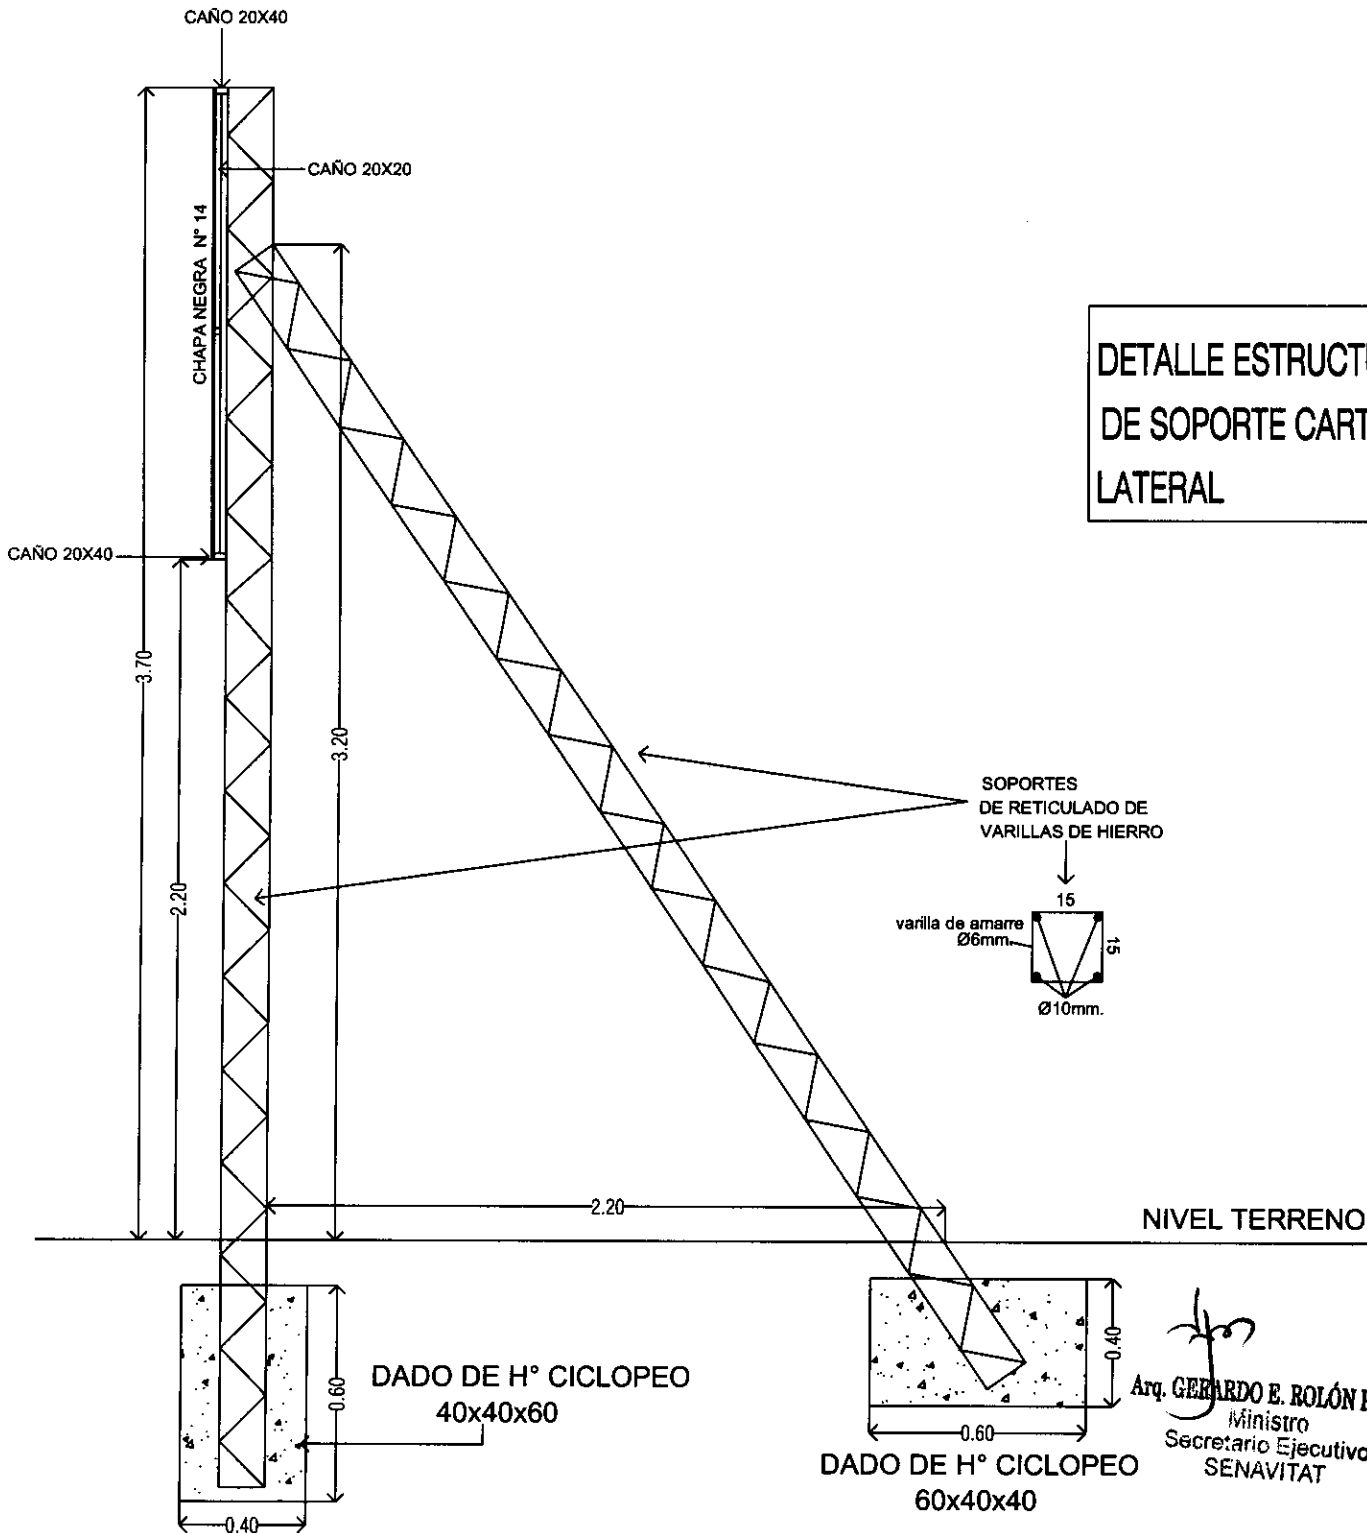 CAÑO 20X40
CAÑO 20X20
CHAPA NEGRA N° 14
DETALLE
DE SOPORTE
LATERAL
CAÑO 20X40
3.70
3.20
2.20
SOPORTES
DE RETICULADO DE
VARILLAS DE HIERRO
15
15
varilla de amarre
Ø6mm.
Ø10mm.
2.20
NIVEL TERRENO
DADO DE H° CICLOPEO
40x40x60
0.60
0.40
0.40
0.60
DADO DE H° CICLOPEO
60x40x40
Arq. GERARDO E. ROLÓN
Ministro
Secretario Ejecutivo
SENAVITAT